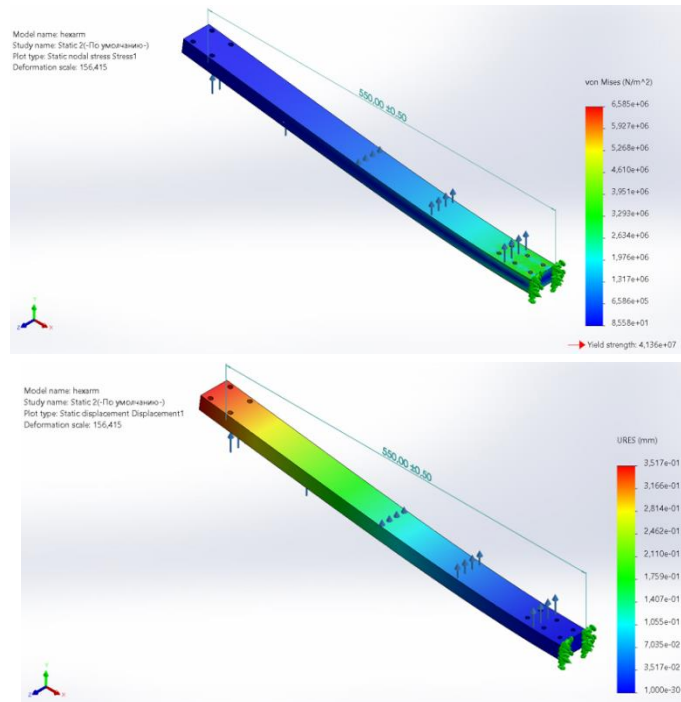 Model name: hexarm
Study name: Static 2(-По умолчанию-)
Plot type: Static nodal stress Stress1
Deformation scale: 156,415
550,00 ±0,50
von Mises (N/m^2)
6,585e+06
5,927e+06
5,268e+06
4,610e+06
3,951e+06
3,293e+06
2,634e+06
1,976e+06
1,317e+06
6,586e+05
8,558e+01
Yield strength: 4,136e+07
Model name: hexarm
Study name: Static 2(-По умолчанию-)
Plot type: Static displacement Displacement1
Deformation scale: 156,415
550,00 ±0,50
URES (mm)
3,517e-01
3,166e-01
2,814e-01
2,462e-01
2,110e-01
1,759e-01
1,407e-01
1,055e-01
7,035e-02
3,517e-02
1,000e-30